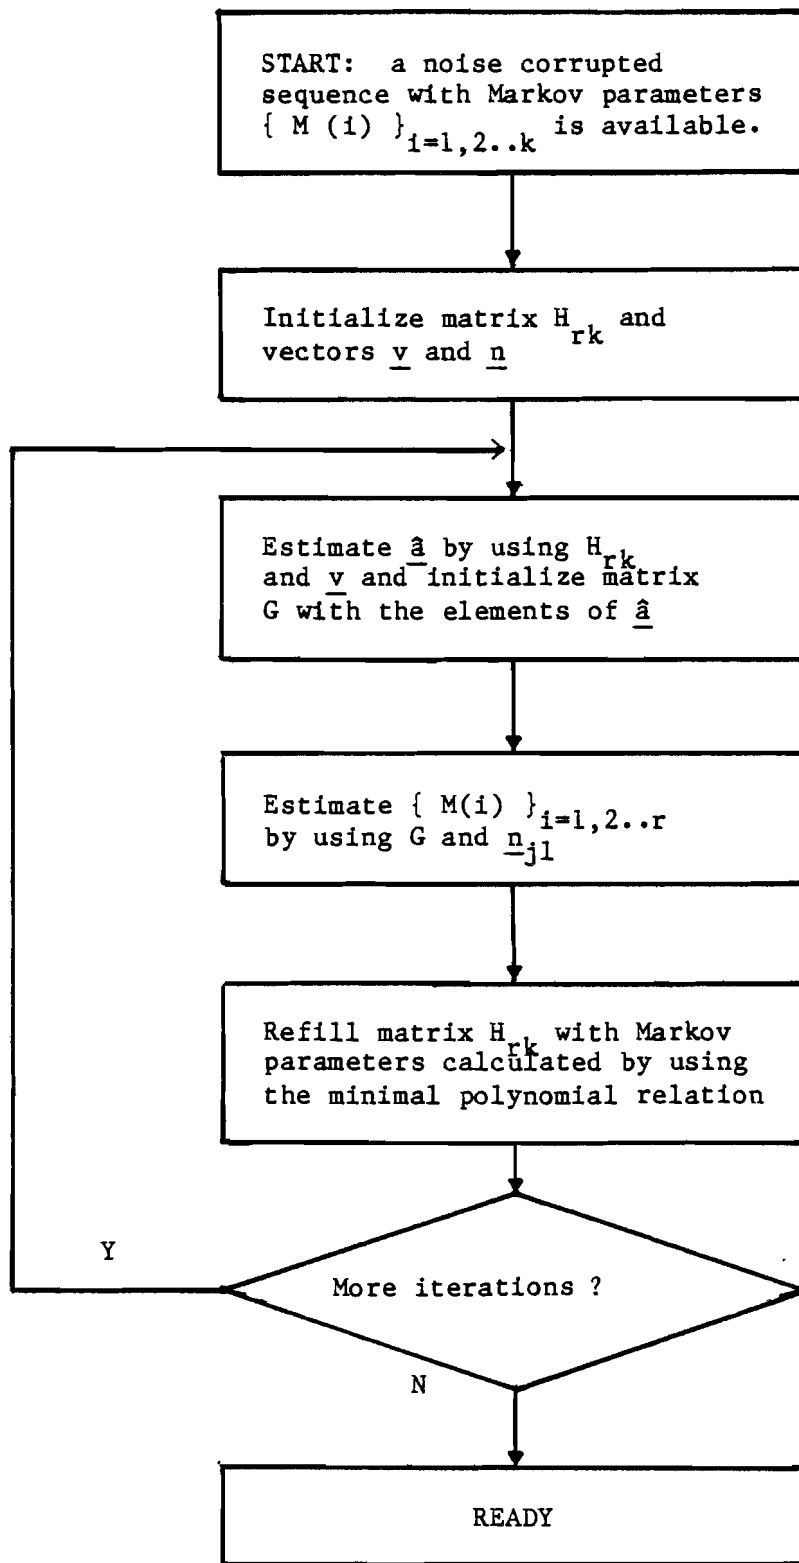 START: a noise corrupted
sequence with Markov parameters
{ M (i) }i=1,2..k is available.
Initialize matrix Hrk and
vectors v and n
Estimate â by using Hrk
and v and initialize matrix
G with the elements of â
Estimate { M(i) }i=1,2..r
by using G and njl
Refill matrix Hrk with Markov
parameters calculated by using
the minimal polynomial relation
Y
More iterations ?
N
READY